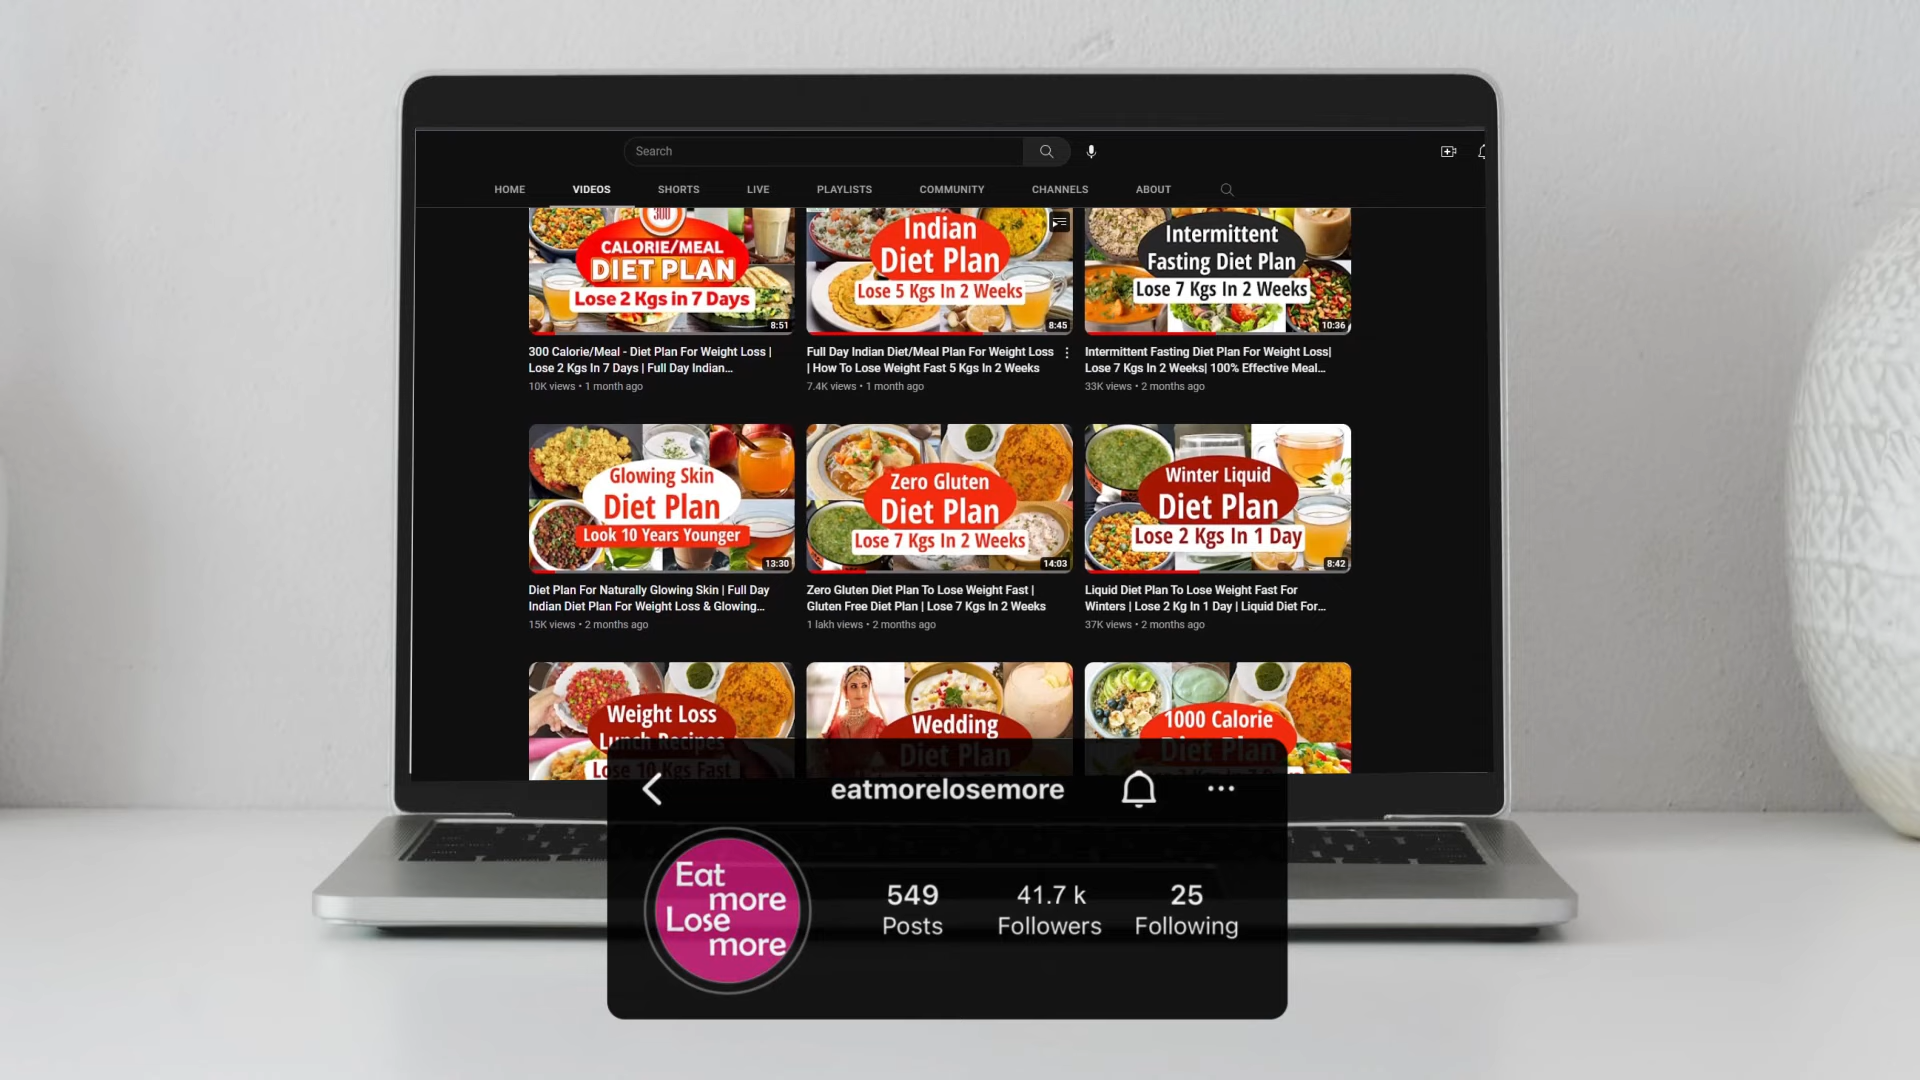 Search
HOME VIDEOS SHORTS LIVE PLAYLISTS COMMUNITY CHANNELS ABOUT
300
CALORIE/MEAL
DIET PLAN
Lose 2 Kgs in 7 Days
8:51
Indian
Diet Plan
Lose 5 Kgs In 2 Weeks
8:45
Intermittent
Fasting Diet Plan
Lose 7 Kgs In 2 Weeks
10:36
300 Calorie/Meal - Diet Plan For Weight Loss |
Lose 2 Kgs In 7 Days | Full Day Indian...
10K views • 1 month ago
Full Day Indian Diet/Meal Plan For Weight Loss
| How To Lose Weight Fast 5 Kgs In 2 Weeks
7.4K views • 1 month ago
Intermittent Fasting Diet Plan For Weight Loss|
Lose 7 Kgs In 2 Weeks| 100% Effective Meal...
33K views • 2 months ago
Glowing Skin
Diet Plan
Look 10 Years Younger
13:30
Zero Gluten
Diet Plan
Lose 7 Kgs In 2 Weeks
14:03
Winter Liquid
Diet Plan
Lose 2 Kgs In 1 Day
8:42
Diet Plan For Naturally Glowing Skin | Full Day
Indian Diet Plan For Weight Loss & Glowing...
15K views • 2 months ago
Zero Gluten Diet Plan To Lose Weight Fast |
Gluten Free Diet Plan | Lose 7 Kgs In 2 Weeks
1 lakh views • 2 months ago
Liquid Diet Plan To Lose Weight Fast For
Winters | Lose 2 Kg In 1 Day | Liquid Diet For...
37K views • 2 months ago
Weight Loss
Lunch Recipes
Lose 10 Kgs Fast
Wedding
Diet Plan
1000 Calorie
Diet Plan
eatmorelosemore
Eat
more
Lose
more
549 41.7 k 25
Posts Followers Following